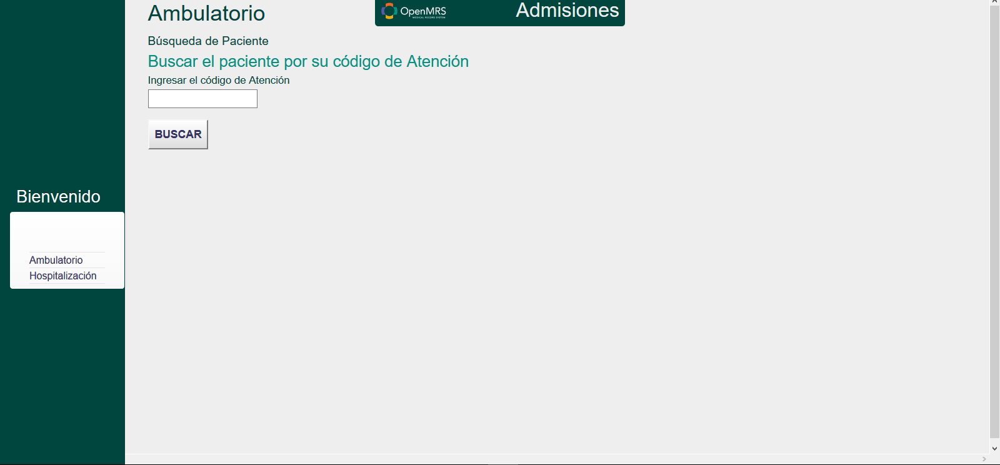 Ambulatorio
OpenMRS
MEDICAL RECORD SYSTEM
Admisiones
Búsqueda de Paciente
Buscar el paciente por su código de Atención
Ingresar el código de Atención
BUSCAR
Bienvenido
Ambulatorio
Hospitalización